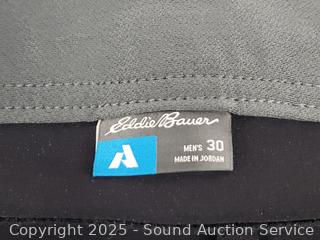 Eddie Bauer
MEN'S 30
MADE IN JORDAN
Copyright © 2025 - Sound Auction Service